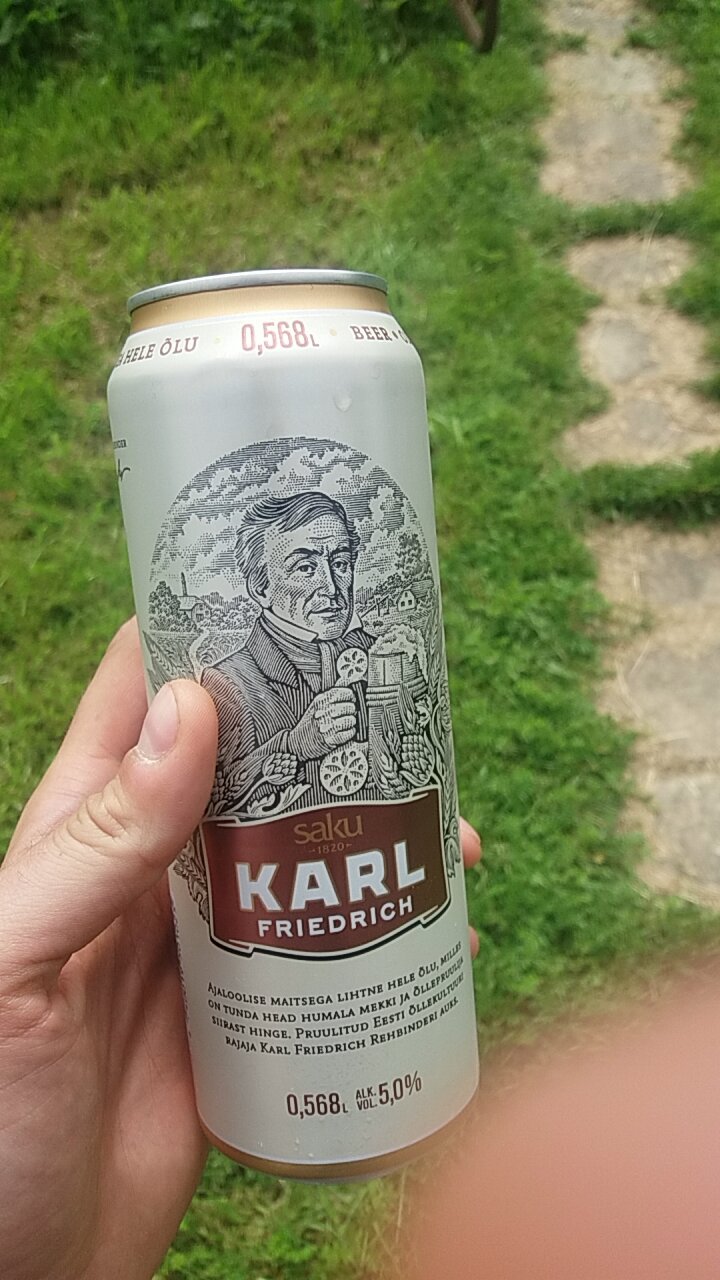 HELE ÕLU · 0,568L · BEER
saku
1820
KARL
FRIEDRICH
AJALOOLISE MAITSEGA LIHTNE HELE ÕLU, MILLES
ON TUNDA HEAD HUMALA MEKKI JA ÕLLEPRUULIJA
SIIRAST HINGE. PRUULITUD EESTI ÕLLEKULTUURI
RAJAJA KARL FRIEDRICH REHBINDERI AUKS.
0,568L ALK. VOL. 5,0%